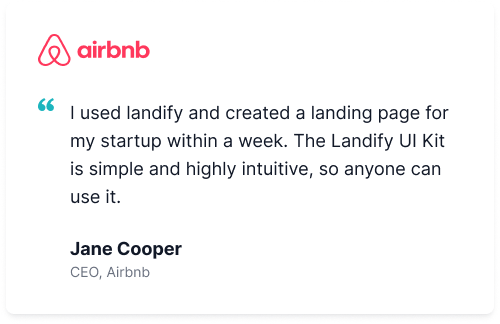 airbnb
“
I used landify and created a landing page for
my startup within a week. The Landify UI Kit
is simple and highly intuitive, so anyone can
use it.
Jane Cooper
CEO, Airbnb